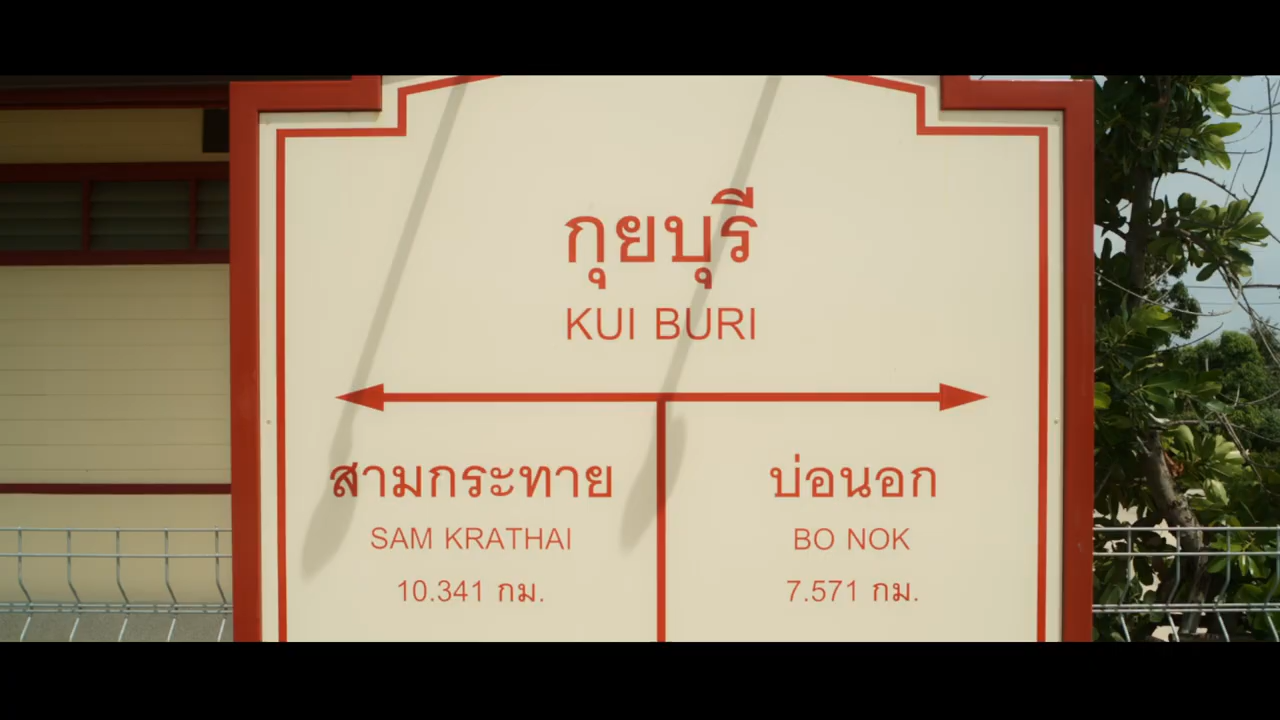 กุยบุรี
KUI BURI
สามกระทาย
SAM KRATHAI
10.341 กม.
บ่อนอก
BO NOK
7.571 กม.